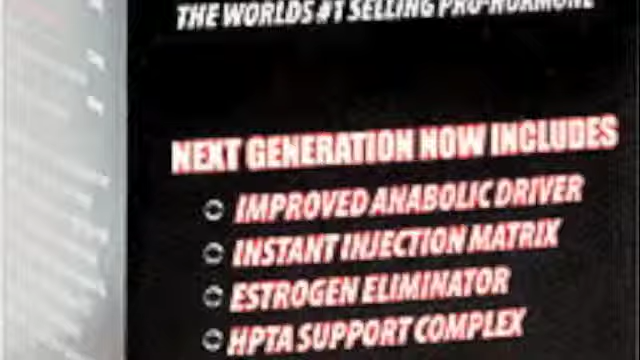 THE WORLDS #1 SELLING PRO-HORMONE
NEXT GENERATION NOW INCLUDES
IMPROVED ANABOLIC DRIVER
INSTANT INJECTION MATRIX
ESTROGEN ELIMINATOR
HPTA SUPPORT COMPLEX